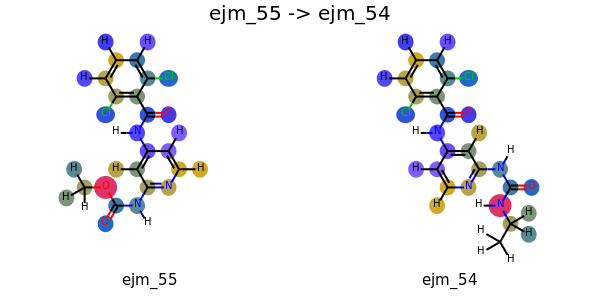 ejm_55 -> ejm_54
H H H H
H Cl H Cl
Cl O Cl O
H N H N
H H
H H H
N N N H
H O N H N O
O H H N H
H H
H H
H H
ejm_55 ejm_54